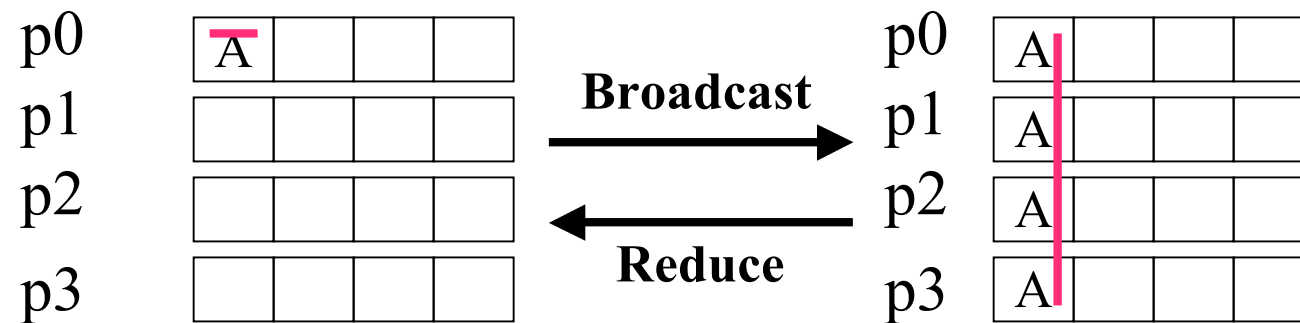 p0 A p0 A
Broadcast
p1 p1 A
p2 p2 A
Reduce
p3 p3 A